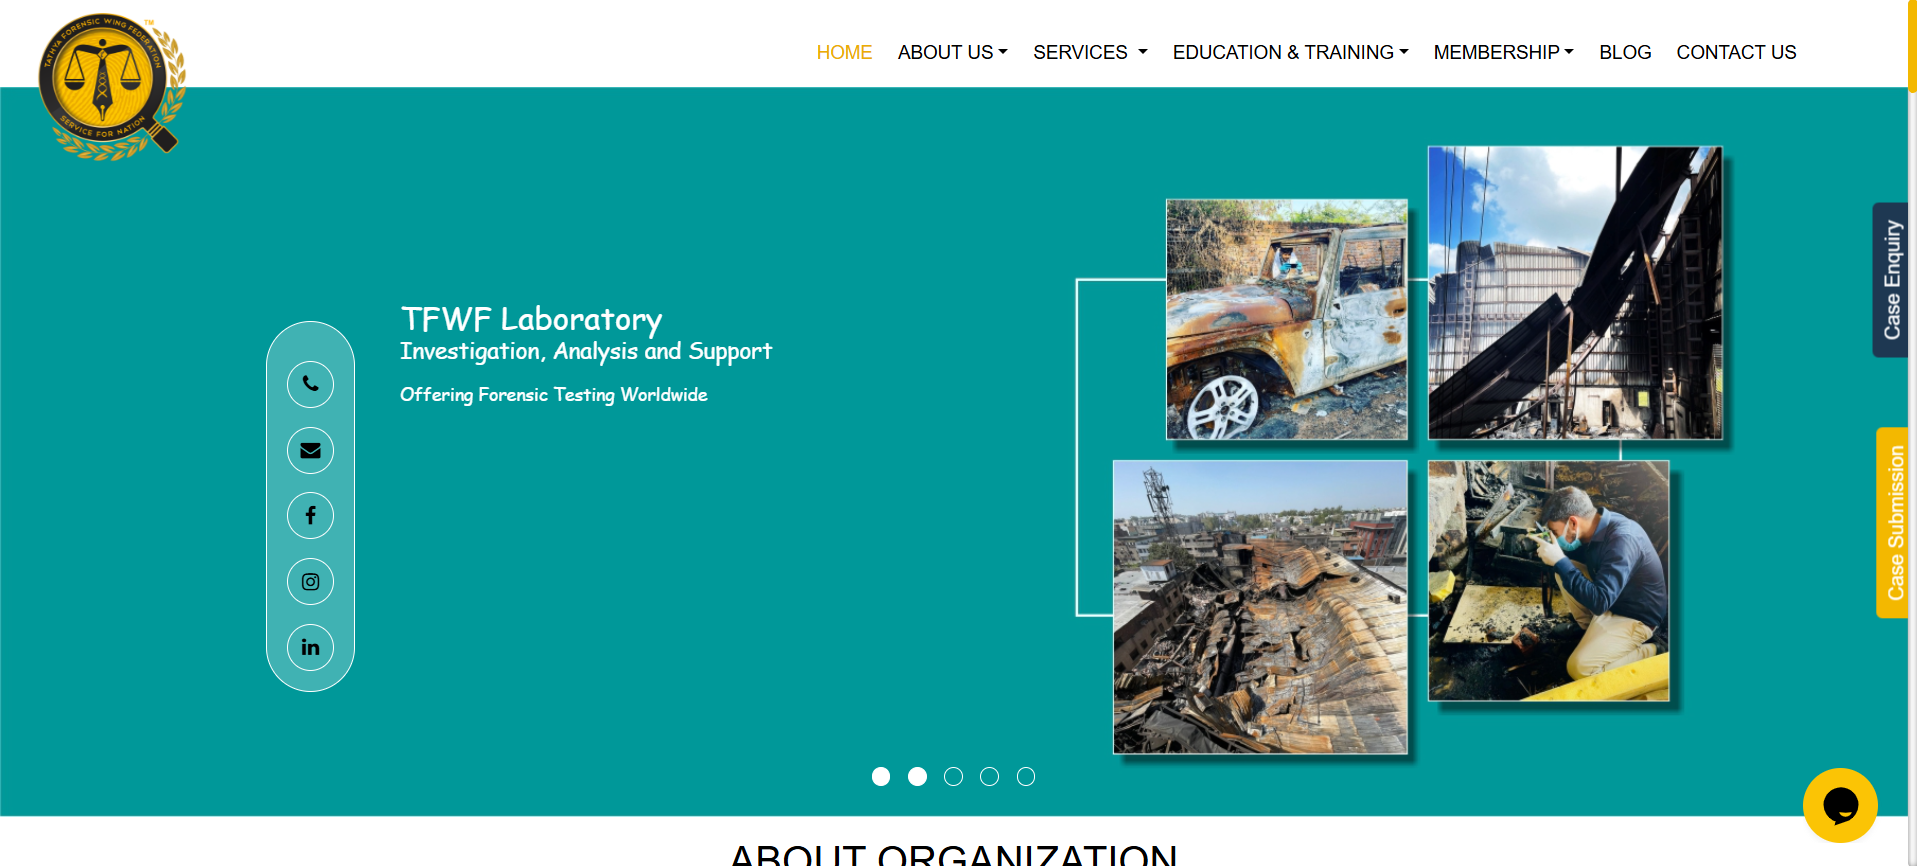 TATHYA FORENSIC WING FEDERATION
TM
SERVICE FOR NATION
HOME
ABOUT US
SERVICES
EDUCATION & TRAINING
MEMBERSHIP
BLOG
CONTACT US
TFWF Laboratory
Investigation, Analysis and Support
Offering Forensic Testing Worldwide
Case Enquiry
Case Submission
ABOUT ORGANIZATION